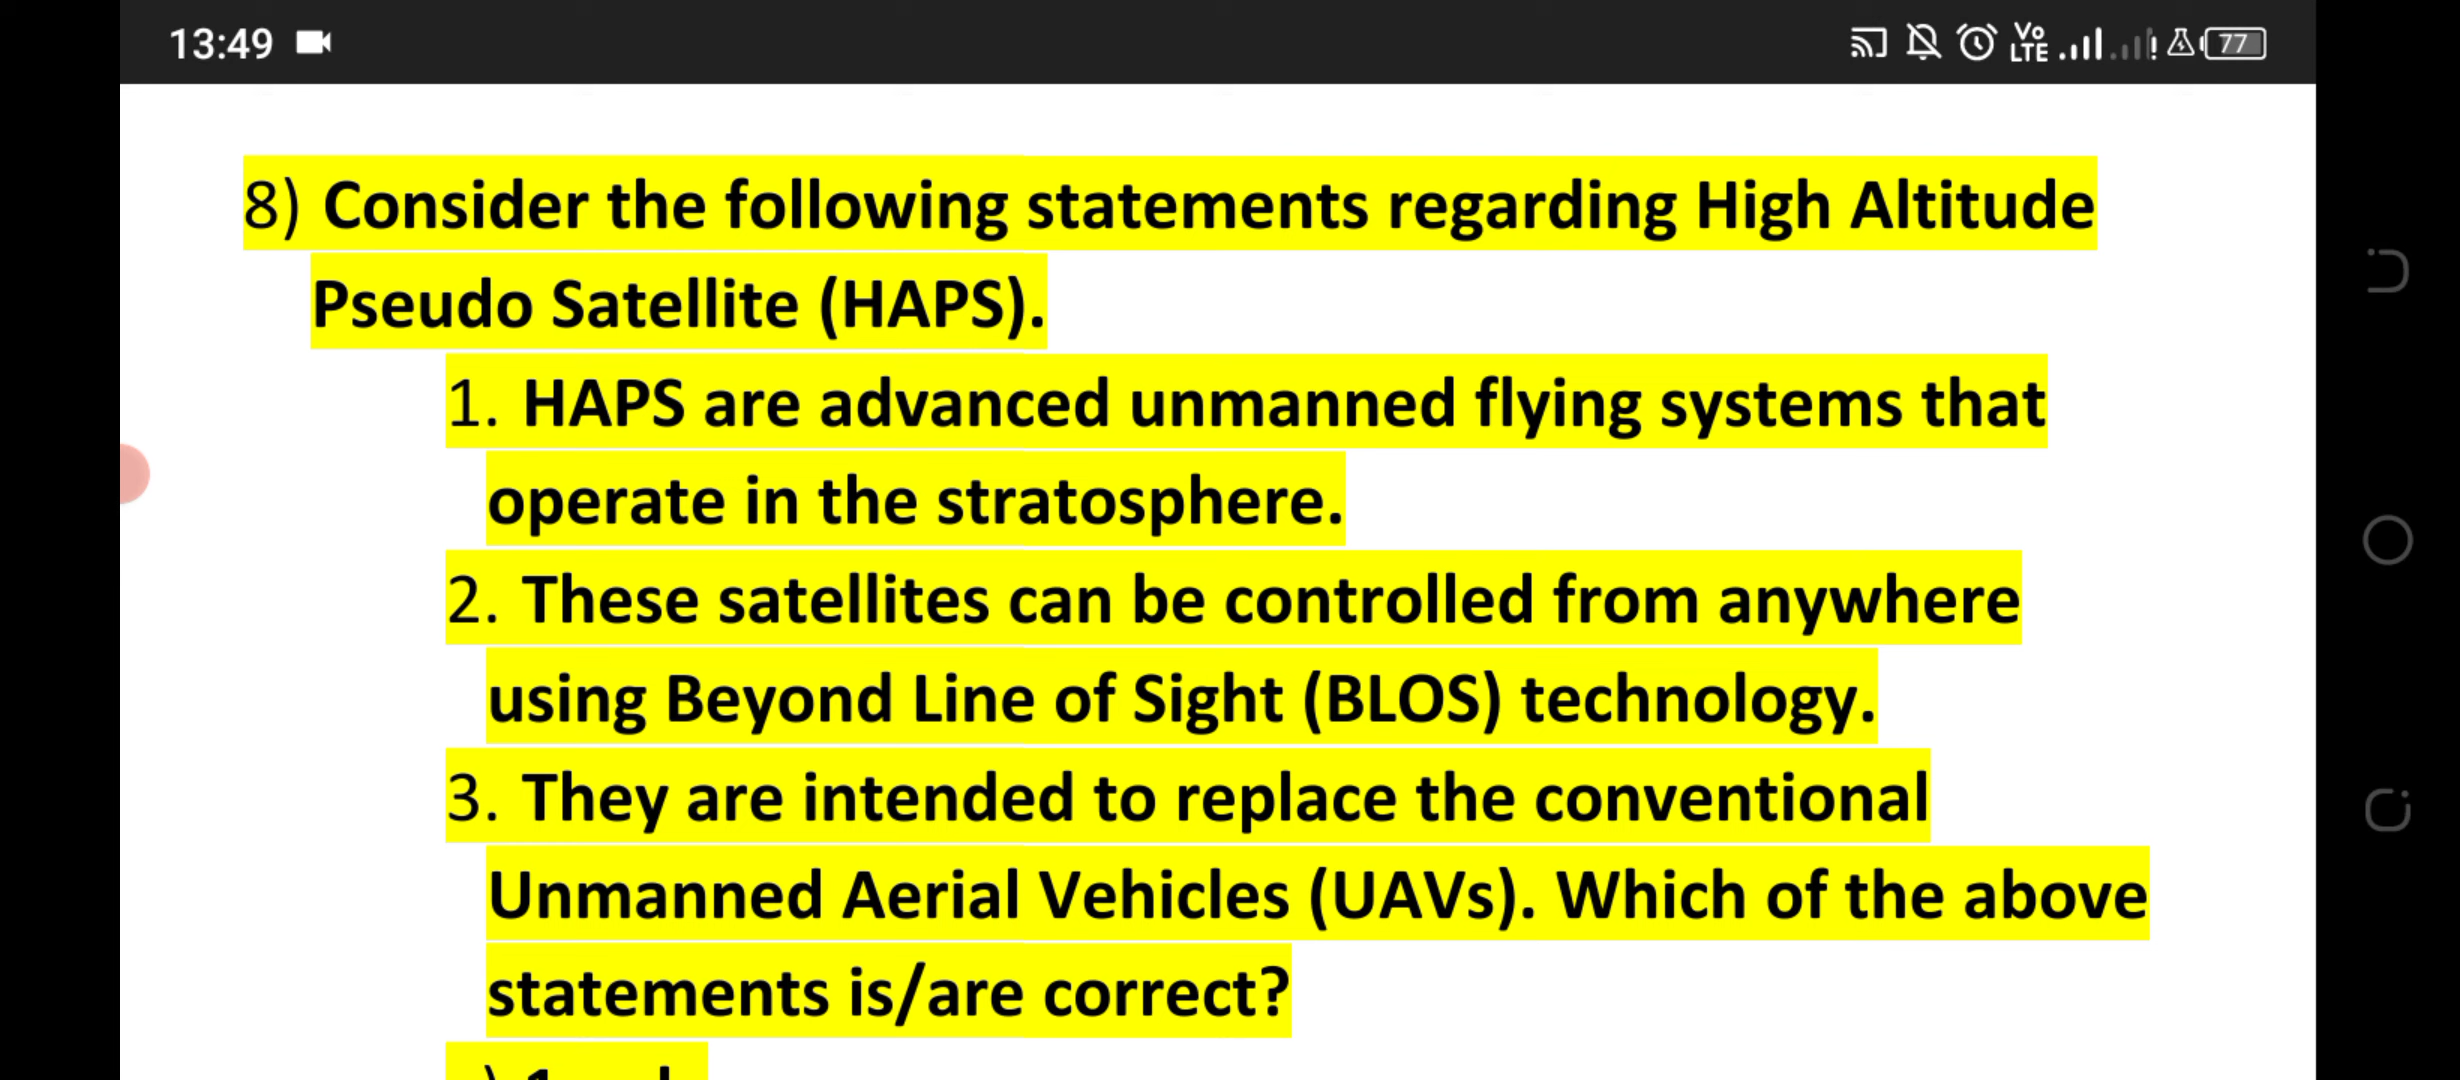 13:49
Vo LTE 77
8) Consider the following statements regarding High Altitude
Pseudo Satellite (HAPS).
1. HAPS are advanced unmanned flying systems that
operate in the stratosphere.
2. These satellites can be controlled from anywhere
using Beyond Line of Sight (BLOS) technology.
3. They are intended to replace the conventional
Unmanned Aerial Vehicles (UAVs). Which of the above
statements is/are correct?